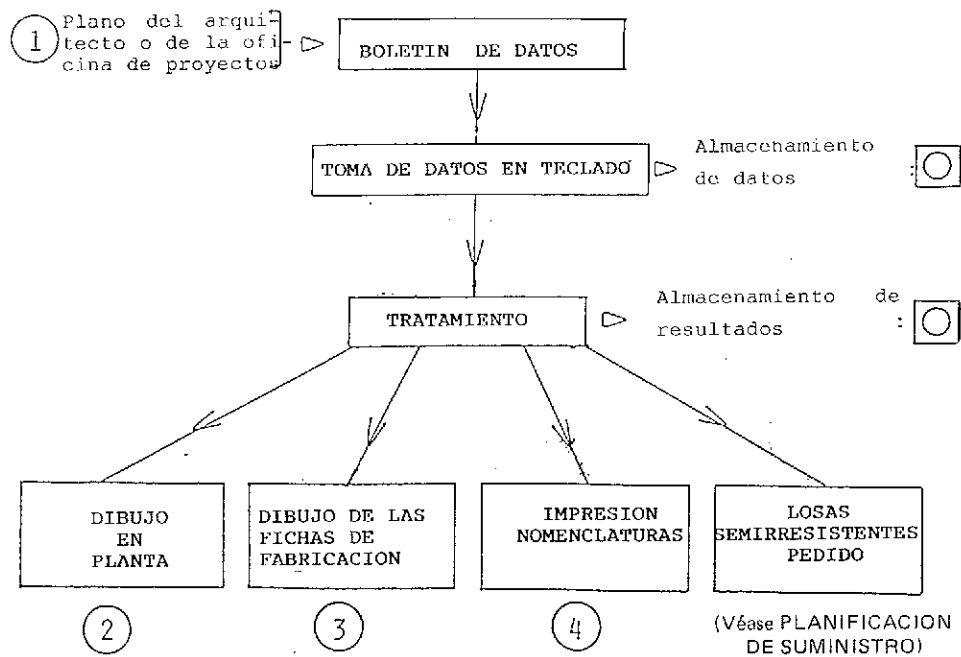 1
Plano del arqui-
tecto o de la ofi-
cina de proyectos
BOLETIN DE DATOS
TOMA DE DATOS EN TECLADO
Almacenamiento
de datos :
TRATAMIENTO
Almacenamiento de
resultados :
DIBUJO
EN
PLANTA
DIBUJO DE LAS
FICHAS DE
FABRICACION
IMPRESION
NOMENCLATURAS
LOSAS
SEMIRRESISTENTES
PEDIDO
2
3
4
(Véase PLANIFICACION
DE SUMINISTRO)